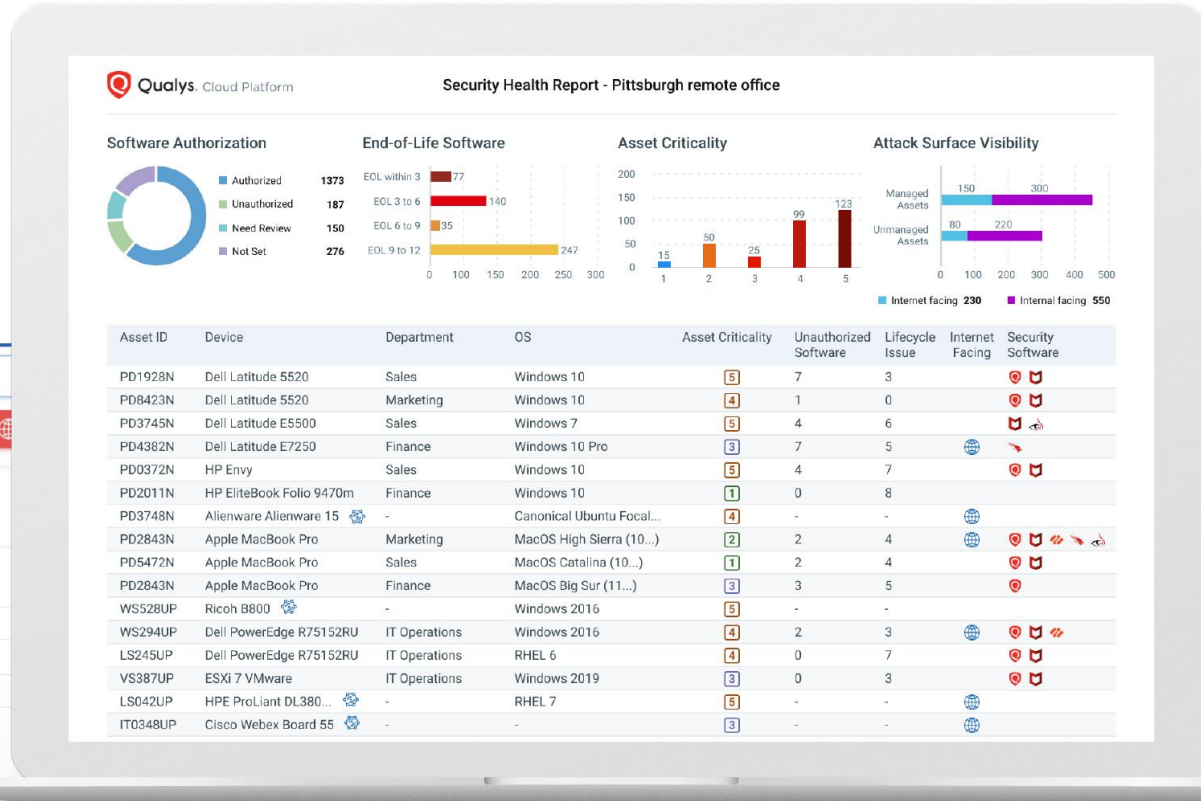 Qualys. Cloud Platform
Security Health Report - Pittsburgh remote office
Software Authorization
Authorized 1373
Unauthorized 187
Need Review 150
Not Set 276
End-of-Life Software
EOL within 3 77
EOL 3 to 6 140
EOL 6 to 9 35
EOL 9 to 12 247
0 100 150 200 250 300
Asset Criticality
200
150
100
50
0
15 50 25 99 123
1 2 3 4 5
Attack Surface Visibility
Managed
Assets
150 300
Unmanaged
Assets
80 220
0 100 200 300 400 500
Internet facing 230 Internal facing 550
Asset ID Device Department OS Asset Criticality Unauthorized Software Lifecycle Issue Internet Facing Security Software
PD1928N Dell Latitude 5520 Sales Windows 10 5 7 3
PD8423N Dell Latitude 5520 Marketing Windows 10 4 1 0
PD3745N Dell Latitude E5500 Sales Windows 7 5 4 6
PD4382N Dell Latitude E7250 Finance Windows 10 Pro 3 7 5
PD0372N HP Envy Sales Windows 10 5 4 7
PD2011N HP EliteBook Folio 9470m Finance Windows 10 1 0 8
PD3748N Alienware Alienware 15 - Canonical Ubuntu Focal... 4 - -
PD2843N Apple MacBook Pro Marketing MacOS High Sierra (10...) 2 2 4
PD5472N Apple MacBook Pro Sales MacOS Catalina (10...) 1 2 4
PD2843N Apple MacBook Pro Finance MacOS Big Sur (11...) 3 3 5
WS528UP Ricoh B800 - Windows 2016 5 - -
WS294UP Dell PowerEdge R75152RU IT Operations Windows 2016 4 2 3
LS245UP Dell PowerEdge R75152RU IT Operations RHEL 6 4 0 7
VS387UP ESXi 7 VMware IT Operations Windows 2019 3 0 3
LS042UP HPE ProLiant DL380... - RHEL 7 5 - -
IT0348UP Cisco Webex Board 55 - - 3 - -